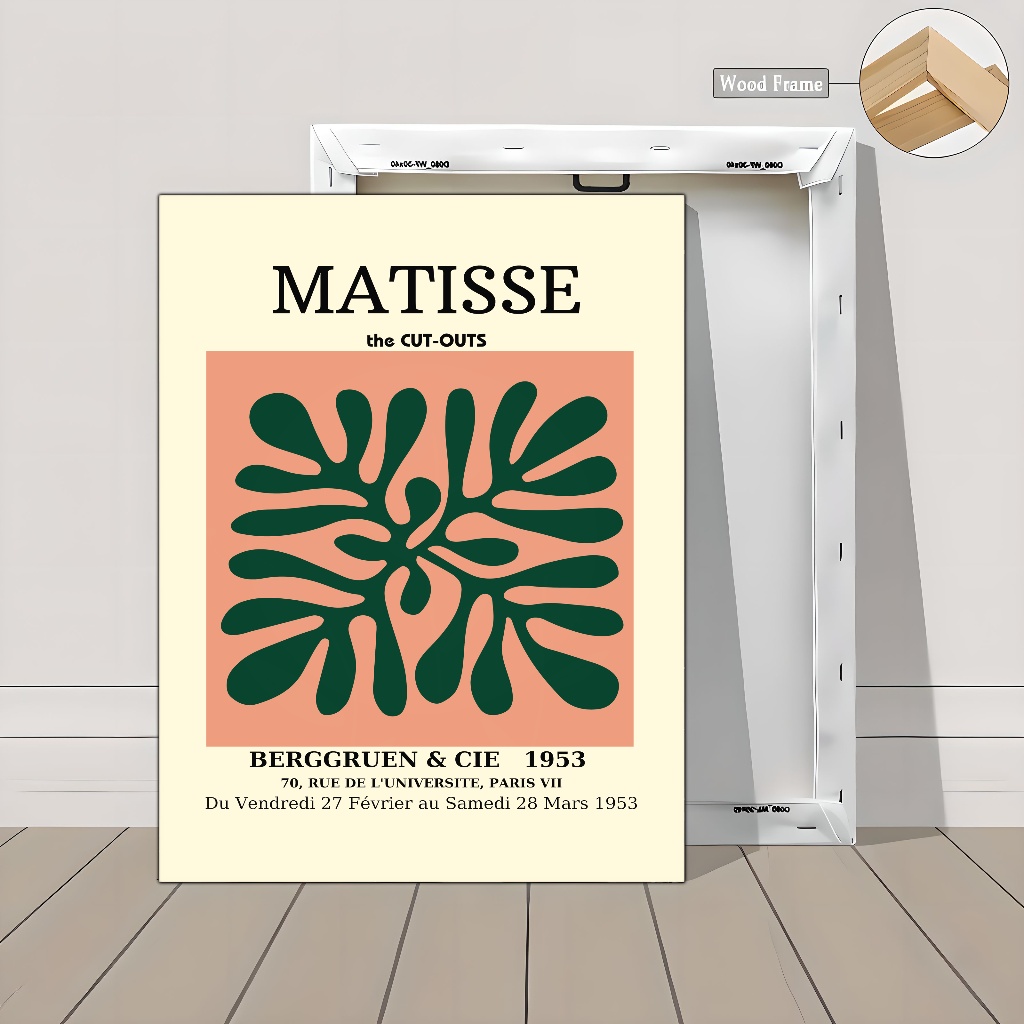 Wood Frame
MATISSE
the CUT-OUTS
BERGGRUEN & CIE 1953
70, RUE DE L'UNIVERSITE, PARIS VII
Du Vendredi 27 Février au Samedi 28 Mars 1953